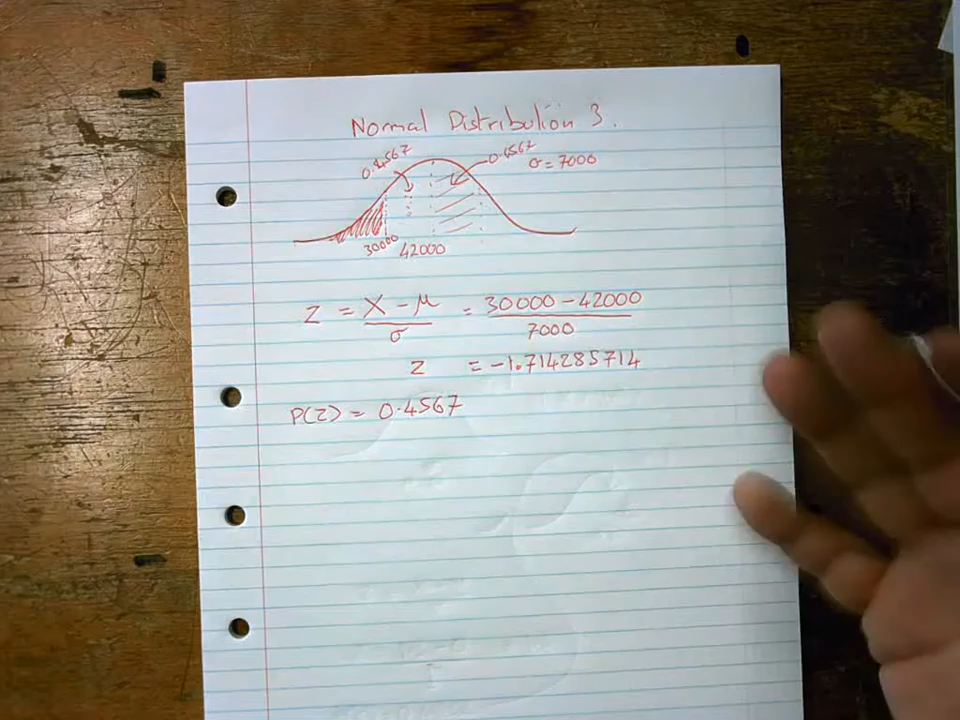 Normal Distribution 3.
0.4567
0.4567
σ = 7000
30000
42000
Z = X - μ / σ = 30000 - 42000 / 7000
Z = -1.714285714
P(Z) = 0.4567